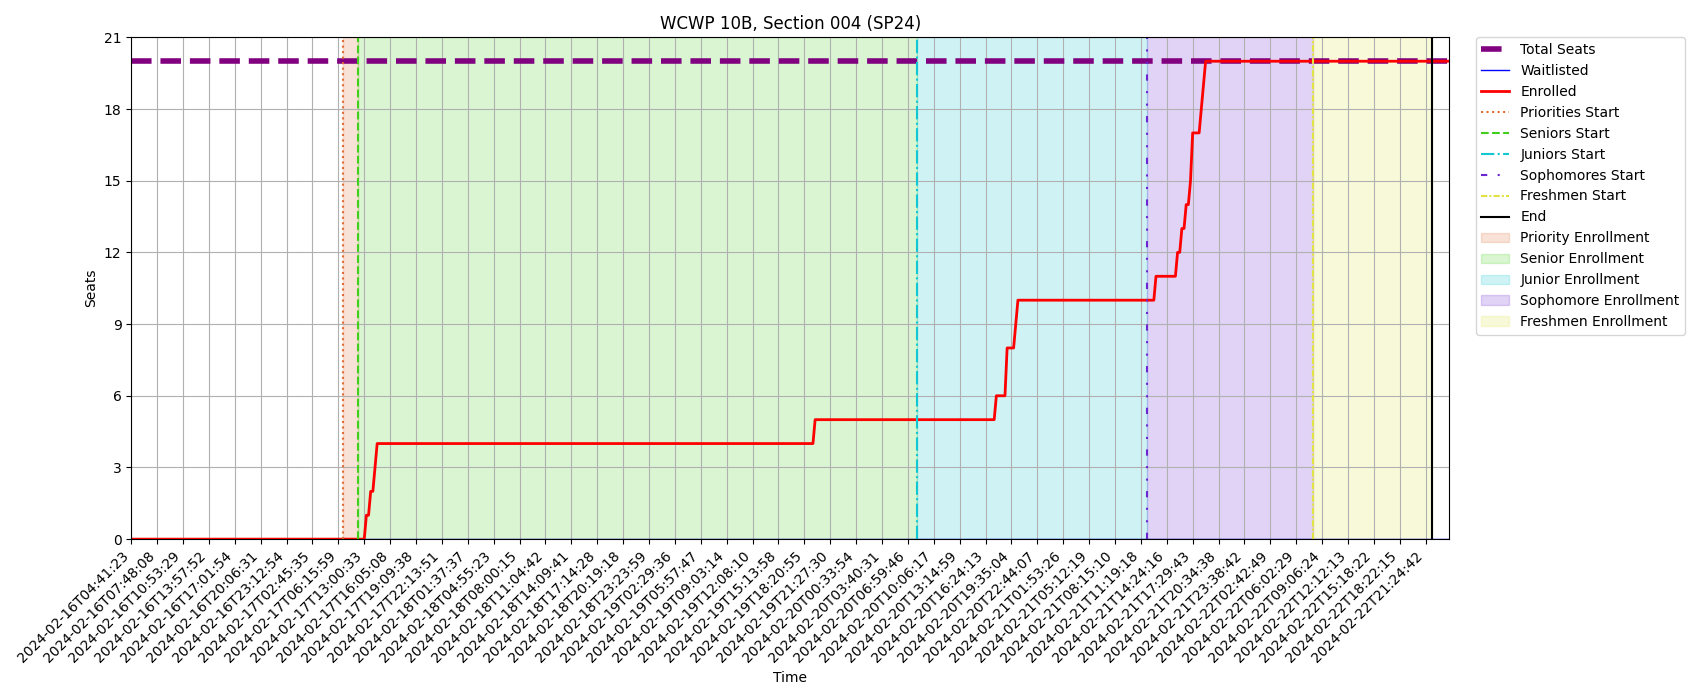 WCWP 10B, Section 004 (SP24)
21
18
15
12
9
6
3
0
Seats
2024-02-16T04:41:23
2024-02-16T07:48:08
2024-02-16T10:53:29
2024-02-16T13:57:52
2024-02-16T17:01:54
2024-02-16T20:06:31
2024-02-16T23:12:54
2024-02-17T02:45:35
2024-02-17T06:15:59
2024-02-17T13:00:33
2024-02-17T16:05:08
2024-02-17T19:09:38
2024-02-17T22:13:51
2024-02-18T01:37:37
2024-02-18T04:55:23
2024-02-18T08:00:15
2024-02-18T11:04:42
2024-02-18T14:09:41
2024-02-18T17:14:28
2024-02-18T20:19:18
2024-02-18T23:23:59
2024-02-19T02:29:36
2024-02-19T05:57:47
2024-02-19T09:03:14
2024-02-19T12:08:10
2024-02-19T15:13:58
2024-02-19T18:20:55
2024-02-19T21:27:30
2024-02-20T00:33:54
2024-02-20T03:40:31
2024-02-20T06:59:46
2024-02-20T10:06:17
2024-02-20T13:14:59
2024-02-20T16:24:13
2024-02-20T19:35:04
2024-02-20T22:44:07
2024-02-21T01:53:26
2024-02-21T05:12:19
2024-02-21T08:15:10
2024-02-21T11:19:18
2024-02-21T14:24:16
2024-02-21T17:29:43
2024-02-21T20:34:38
2024-02-21T23:38:42
2024-02-22T02:42:49
2024-02-22T06:02:29
2024-02-22T09:06:24
2024-02-22T12:12:13
2024-02-22T15:18:22
2024-02-22T18:22:15
2024-02-22T21:24:42
Time
Total Seats
Waitlisted
Enrolled
Priorities Start
Seniors Start
Juniors Start
Sophomores Start
Freshmen Start
End
Priority Enrollment
Senior Enrollment
Junior Enrollment
Sophomore Enrollment
Freshmen Enrollment